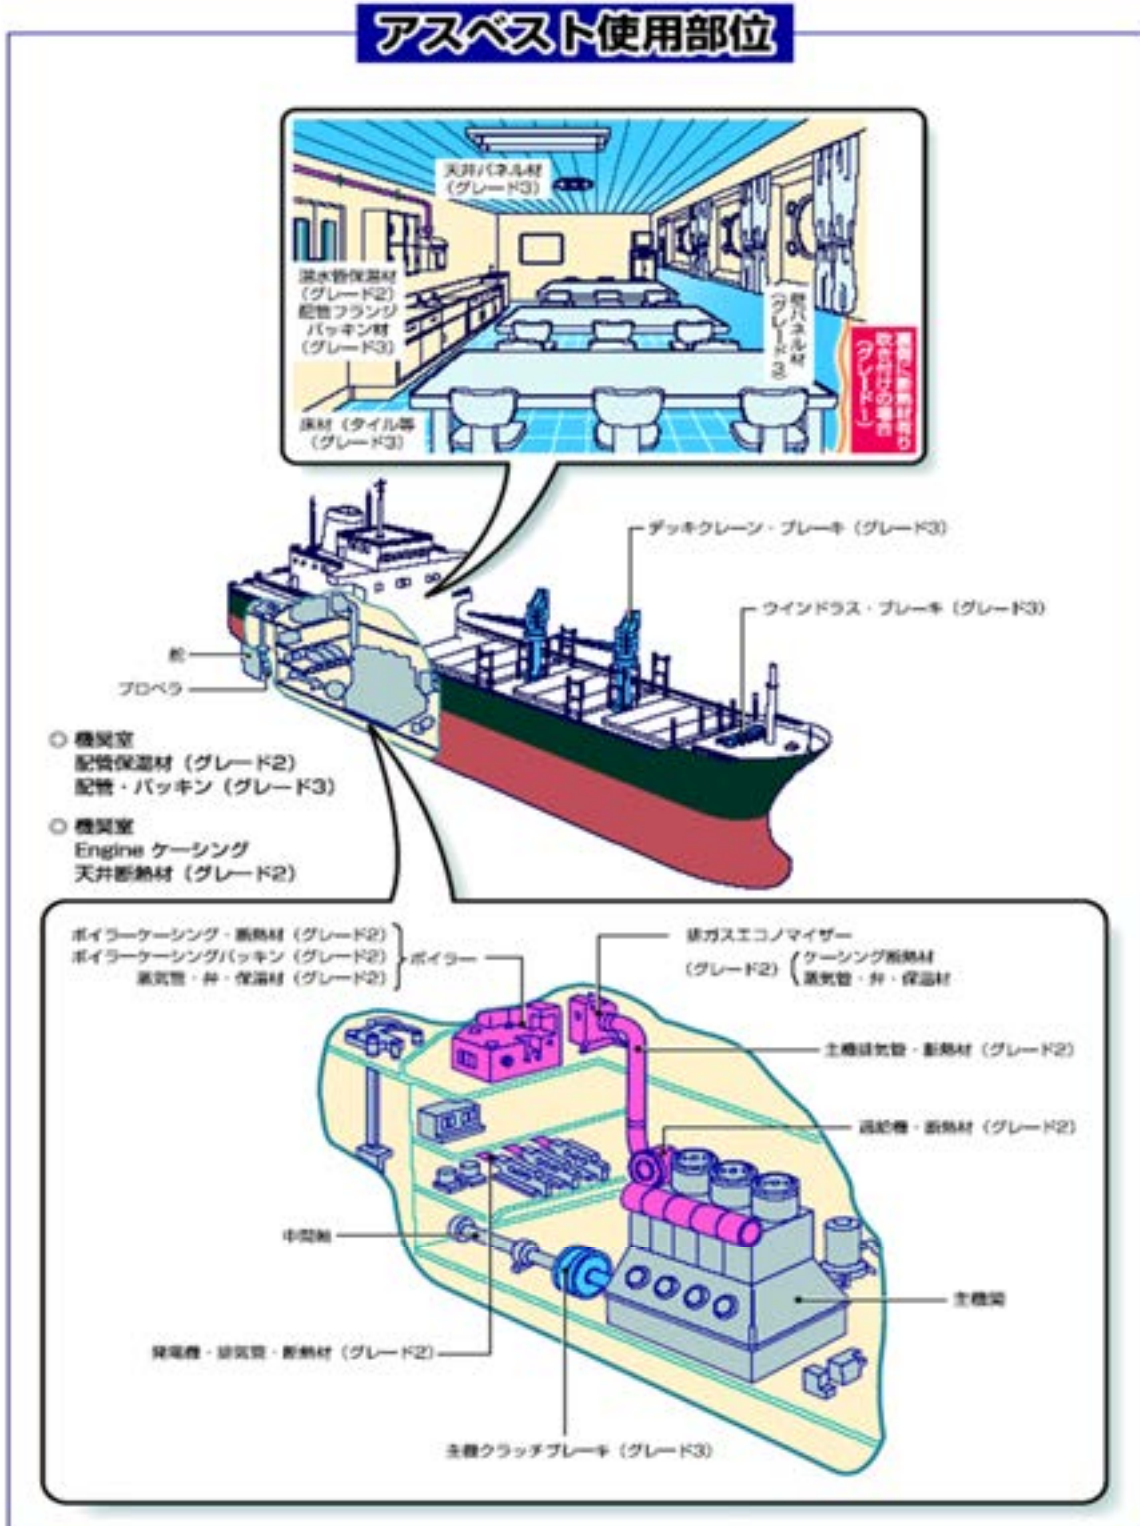 アスベスト使用部位
天井パネル材
(グレード3)
温水管保温材
(グレード2)
配管フランジ
パッキン材
(グレード3)
壁パネル材
(グレード3)
裏側に断熱材有り
吹き付けの場合
(グレード1)
床材(タイル等
(グレード3)
デッキクレーン・ブレーキ(グレード3)
ウインドラス・ブレーキ(グレード3)
舵
プロペラ
◎ 機関室
配管保温材(グレード2)
配管・パッキン(グレード3)
◎ 機関室
Engine ケーシング
天井断熱材(グレード2)
ボイラーケーシング・断熱材(グレード2)
ボイラーケーシングパッキン(グレード2)
蒸気管・弁・保温材(グレード2)
ボイラー
排ガスエコノマイザー
(グレード2)
ケーシング断熱材
蒸気管・弁・保温材
主機排気管・断熱材(グレード2)
過給機・断熱材(グレード2)
中間軸
主機関
発電機・排気管・断熱材(グレード2)
主機クラッチブレーキ(グレード3)